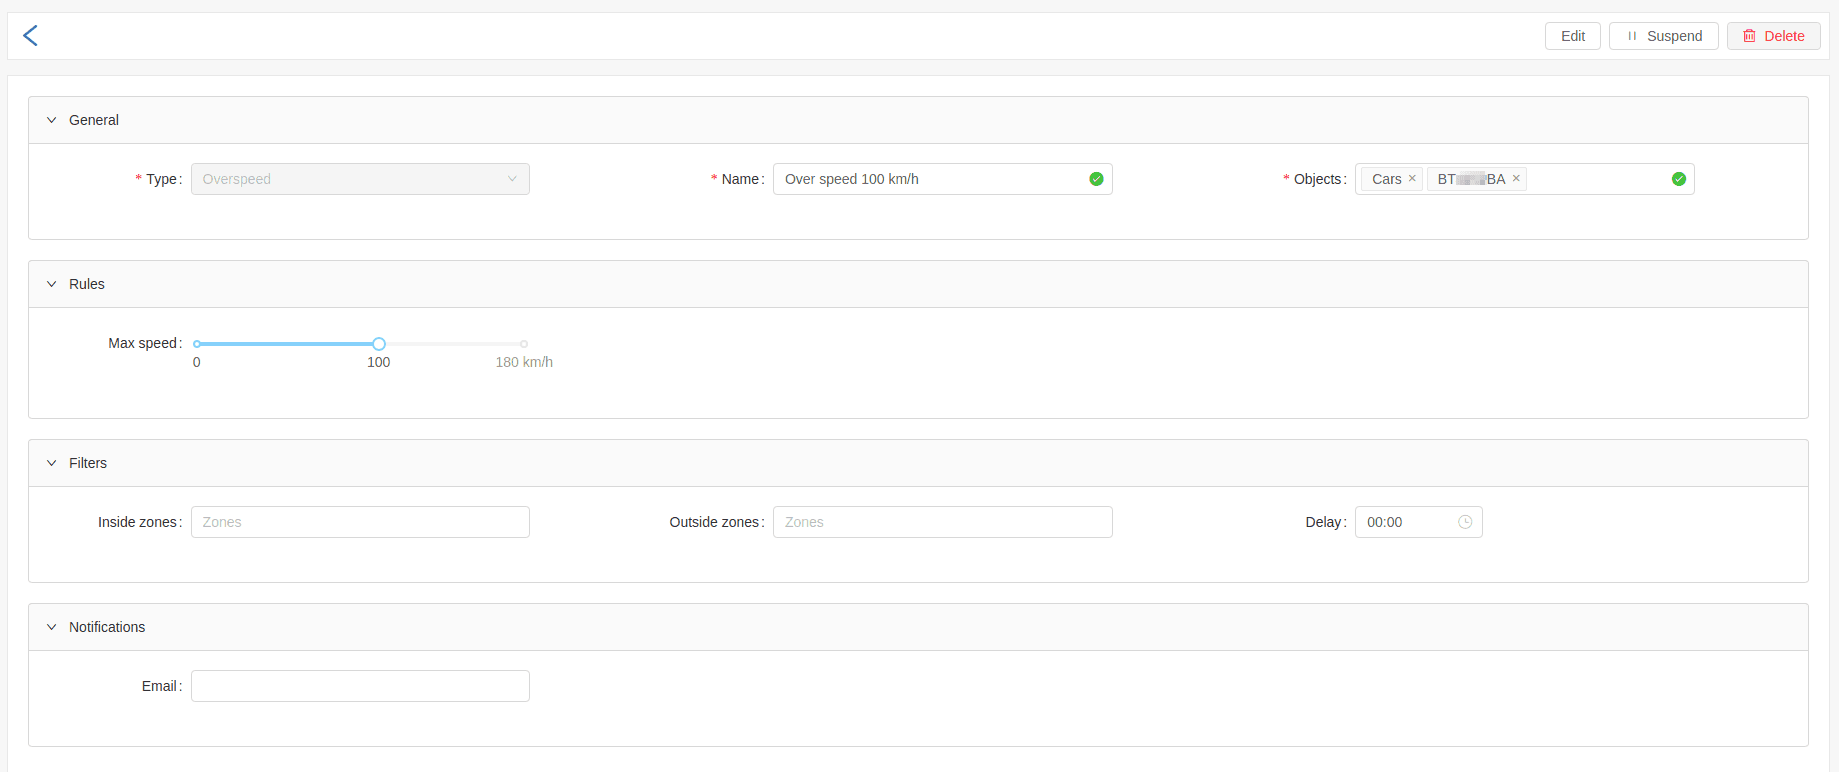 Edit Suspend Delete
General
* Type: Overspeed * Name: Over speed 100 km/h * Objects: Cars × BT BA ×
Rules
Max speed:
0 100 180 km/h
Filters
Inside zones: Zones Outside zones: Zones Delay: 00:00
Notifications
Email: